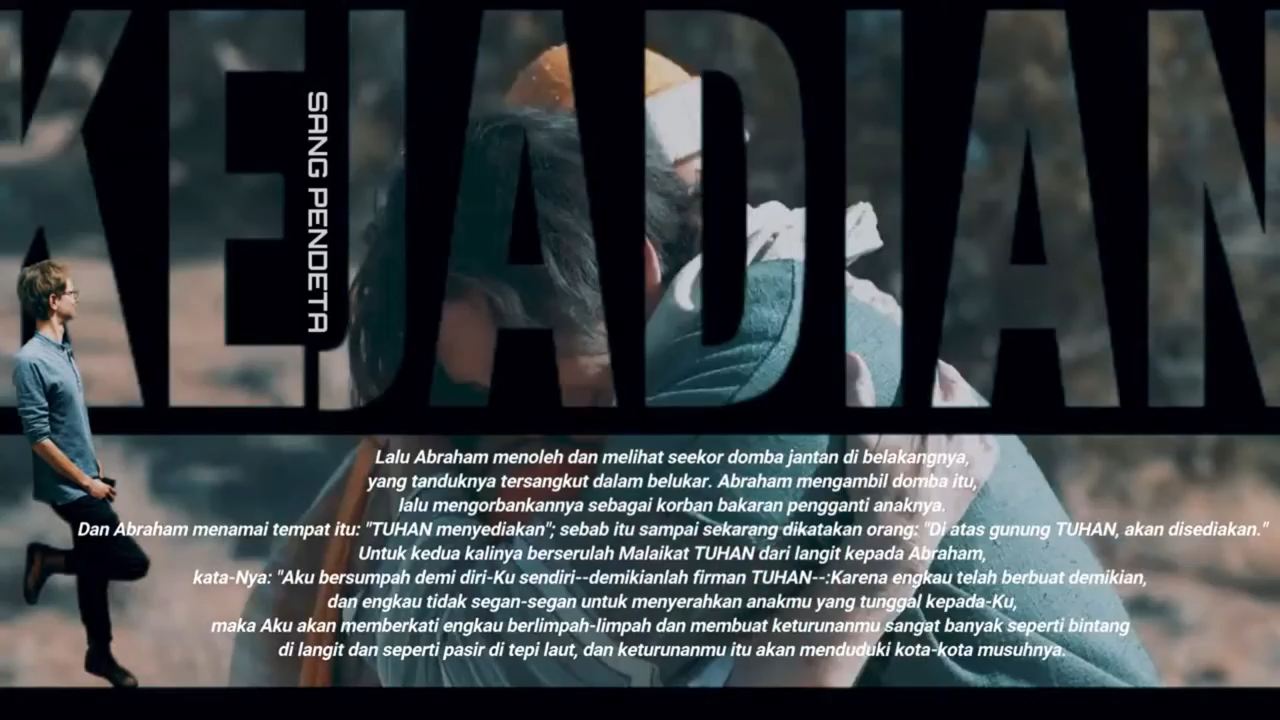 KEJADIAN
SANG PENDETA
Lalu Abraham menoleh dan melihat seekor domba jantan di belakangnya,
yang tanduknya tersangkut dalam belukar. Abraham mengambil domba itu,
lalu mengorbankannya sebagai korban bakaran pengganti anaknya.
Dan Abraham menamai tempat itu: "TUHAN menyediakan"; sebab itu sampai sekarang dikatakan orang: "Di atas gunung TUHAN, akan disediakan."
Untuk kedua kalinya berserulah Malaikat TUHAN dari langit kepada Abraham,
kata-Nya: "Aku bersumpah demi diri-Ku sendiri--demikianlah firman TUHAN--:Karena engkau telah berbuat demikian,
dan engkau tidak segan-segan untuk menyerahkan anakmu yang tunggal kepada-Ku,
maka Aku akan memberkati engkau berlimpah-limpah dan membuat keturunanmu sangat banyak seperti bintang
di langit dan seperti pasir di tepi laut, dan keturunanmu itu akan menduduki kota-kota musuhnya.